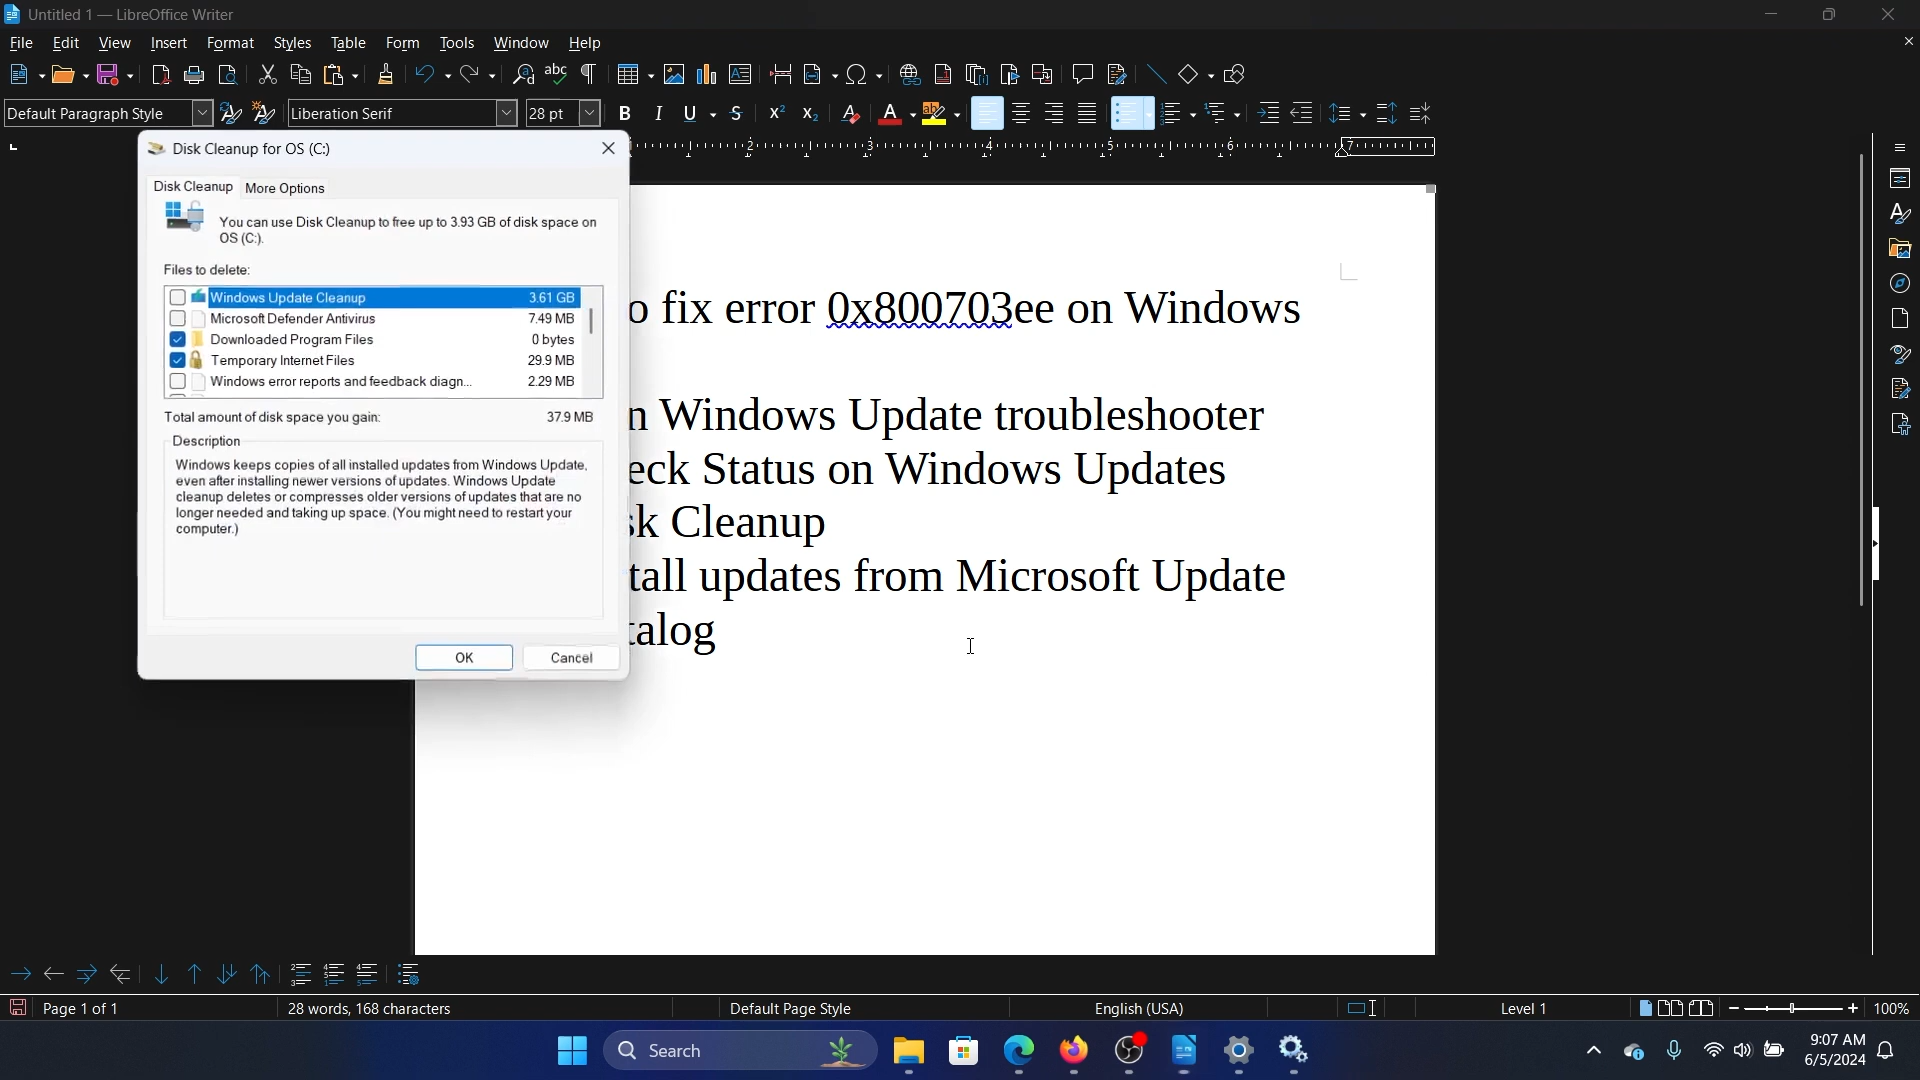 Untitled 1 — LibreOffice Writer
File Edit View Insert Format Styles Table Form Tools Window Help
Default Paragraph Style Liberation Serif 28 pt
Disk Cleanup for OS (C:)
Disk Cleanup More Options
You can use Disk Cleanup to free up to 3.93 GB of disk space on
OS (C:).
Files to delete:
Windows Update Cleanup 3.61 GB
Microsoft Defender Antivirus 7.49 MB
Downloaded Program Files 0 bytes
Temporary Internet Files 29.9 MB
Windows error reports and feedback diagn... 2.29 MB
Total amount of disk space you gain: 37.9 MB
Description
Windows keeps copies of all installed updates from Windows Update,
even after installing newer versions of updates. Windows Update
cleanup deletes or compresses older versions of updates that are no
longer needed and taking up space. (You might need to restart your
computer.)
OK Cancel
o fix error 0x800703ee on Windows
n Windows Update troubleshooter
eck Status on Windows Updates
sk Cleanup
tall updates from Microsoft Update
talog
Page 1 of 1 28 words, 168 characters Default Page Style English (USA) Level 1 100%
Search
9:07 AM
6/5/2024